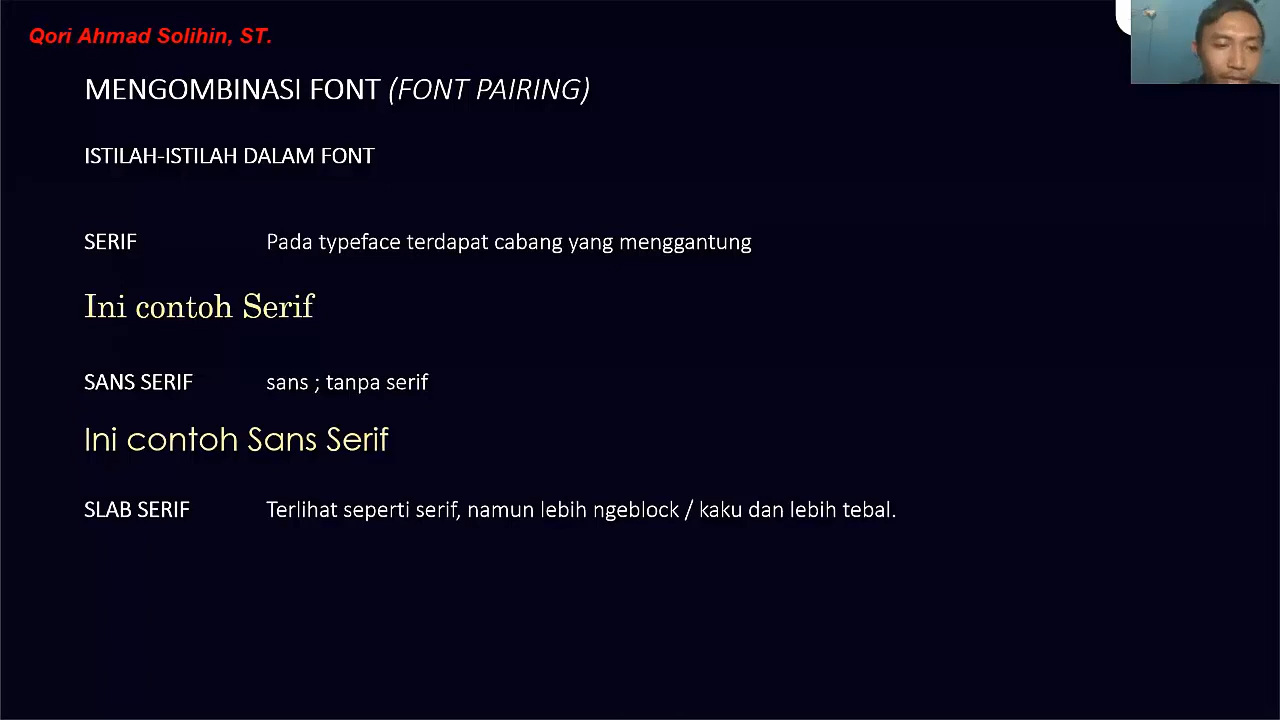 Qori Ahmad Solihin, ST.
MENGOMBINASI FONT (FONT PAIRING)
ISTILAH-ISTILAH DALAM FONT
SERIF Pada typeface terdapat cabang yang menggantung
Ini contoh Serif
SANS SERIF sans ; tanpa serif
Ini contoh Sans Serif
SLAB SERIF Terlihat seperti serif, namun lebih ngeblock / kaku dan lebih tebal.